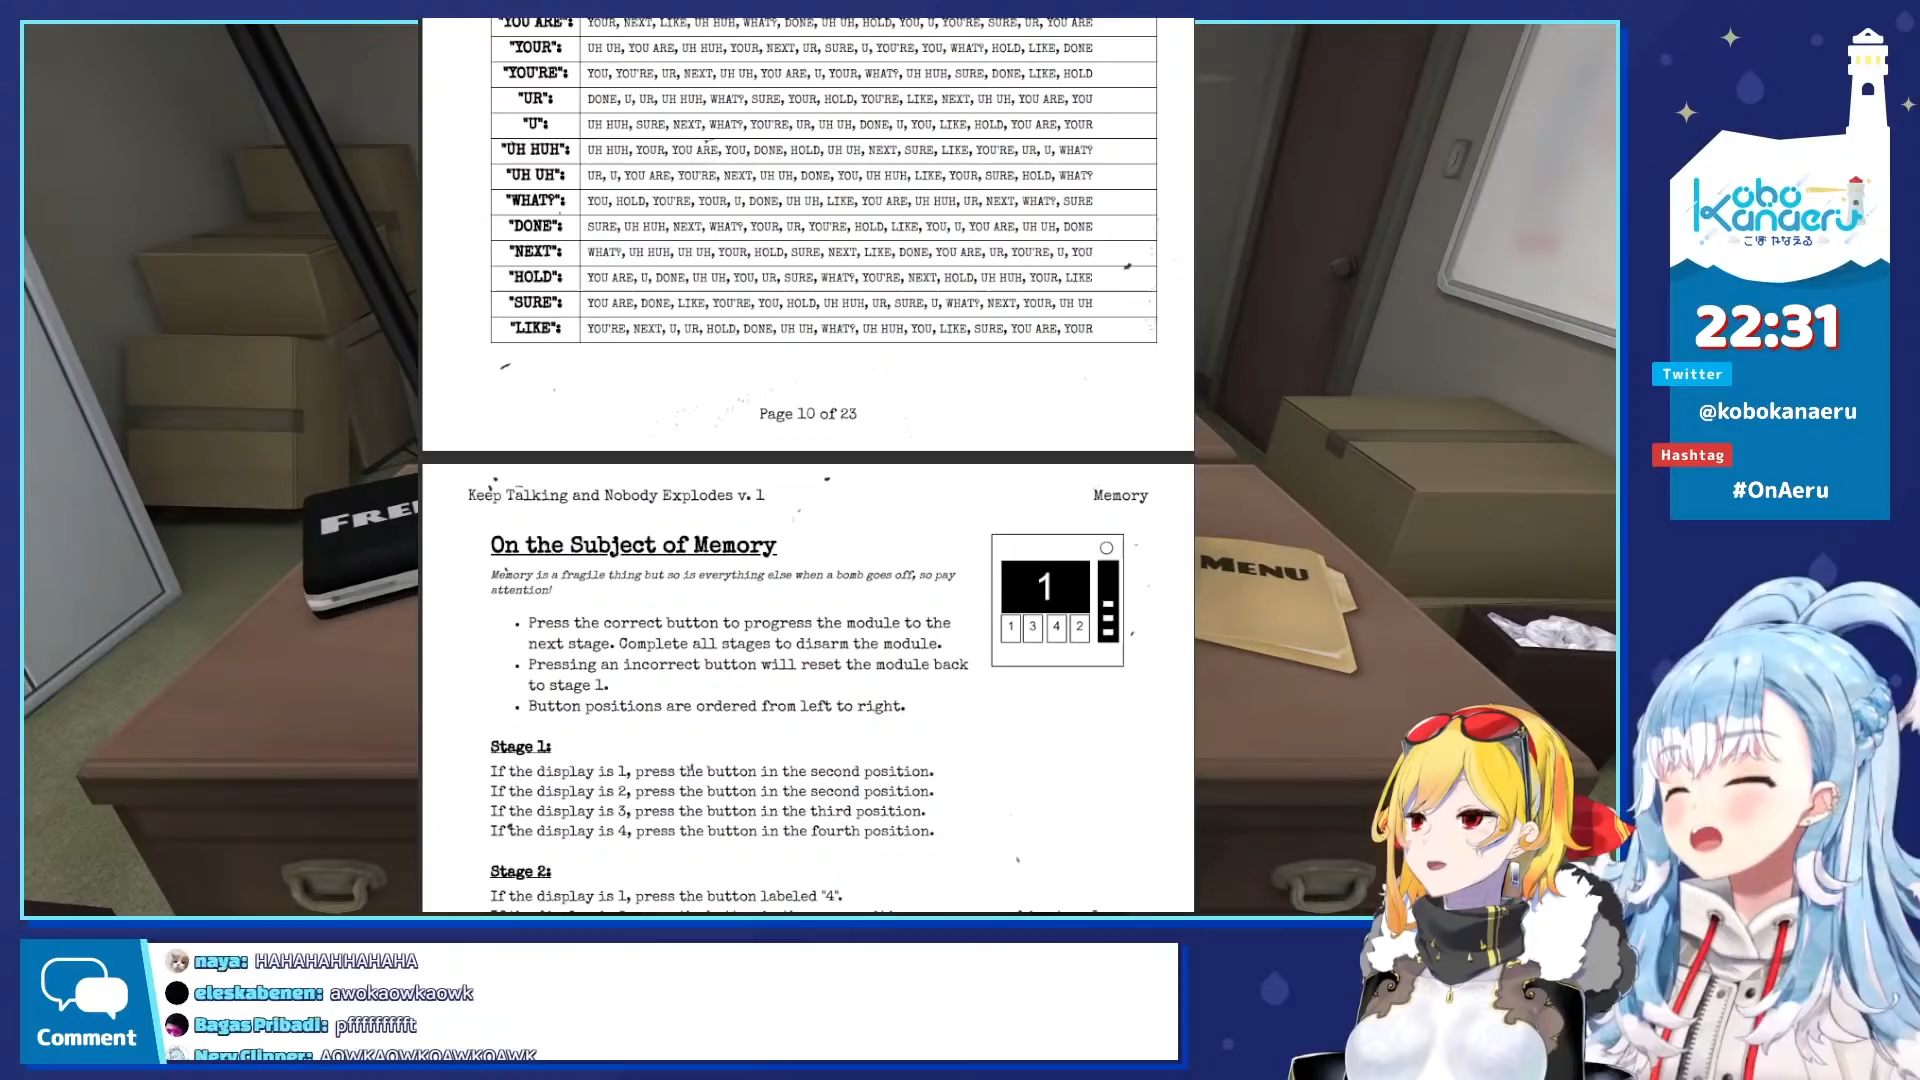 "YOU ARE": YOUR, NEXT, LIKE, UH HUH, WHAT?, DONE, UH UH, HOLD, YOU, U, YOU'RE, SURE, UR, YOU ARE
"YOUR": UH UH, YOU ARE, UH HUH, YOUR, NEXT, UR, SURE, U, YOU'RE, YOU, WHAT?, HOLD, LIKE, DONE
"YOU'RE": YOU, YOU'RE, UR, NEXT, UH UH, YOU ARE, U, YOUR, WHAT?, UH HUH, SURE, DONE, LIKE, HOLD
"UR": DONE, U, UR, UH HUH, WHAT?, SURE, YOUR, HOLD, YOU'RE, LIKE, NEXT, UH UH, YOU ARE, YOU
"U": UH HUH, SURE, NEXT, WHAT?, YOU'RE, UR, UH UH, DONE, U, YOU, LIKE, HOLD, YOU ARE, YOUR
"UH HUH": UH HUH, YOUR, YOU ARE, YOU, DONE, HOLD, UH UH, NEXT, SURE, LIKE, YOU'RE, UR, U, WHAT?
"UH UH": UR, U, YOU ARE, YOU'RE, NEXT, UH UH, DONE, YOU, UH HUH, LIKE, YOUR, SURE, HOLD, WHAT?
"WHAT?": YOU, HOLD, YOU'RE, YOUR, U, DONE, UH UH, LIKE, YOU ARE, UH HUH, UR, NEXT, WHAT?, SURE
"DONE": SURE, UH HUH, NEXT, WHAT?, YOUR, UR, YOU'RE, HOLD, LIKE, YOU, U, YOU ARE, UH UH, DONE
"NEXT": WHAT?, UH HUH, UH UH, YOUR, HOLD, SURE, NEXT, LIKE, DONE, YOU ARE, UR, YOU'RE, U, YOU
"HOLD": YOU ARE, U, DONE, UH UH, YOU, UR, SURE, WHAT?, YOU'RE, NEXT, HOLD, UH HUH, YOUR, LIKE
"SURE": YOU ARE, DONE, LIKE, YOU'RE, YOU, HOLD, UH HUH, UR, SURE, U, WHAT?, NEXT, YOUR, UH UH
"LIKE": YOU'RE, NEXT, U, UR, HOLD, DONE, UH UH, WHAT?, UH HUH, YOU, LIKE, SURE, YOU ARE, YOUR
Page 10 of 23
Keep Talking and Nobody Explodes v. 1
Memory
On the Subject of Memory
Memory is a fragile thing but so is everything else when a bomb goes off, so pay
attention!
• Press the correct button to progress the module to the
next stage. Complete all stages to disarm the module.
• Pressing an incorrect button will reset the module back
to stage 1.
• Button positions are ordered from left to right.
1
1 3 4 2
Stage 1:
If the display is 1, press the button in the second position.
If the display is 2, press the button in the second position.
If the display is 3, press the button in the third position.
If the display is 4, press the button in the fourth position.
Stage 2:
If the display is 1, press the button labeled "4".
FREE
MENU
kobo
kanaeru
こぼ かなえる
22:31
Twitter
@kobokanaeru
Hashtag
#OnAeru
Comment
naya: HAHAHAHHAHAHA
eleskabenen: awokaowkaowk
Bagas Pribadi: pfffffffffft
NeryClipper: AOWKAOWKOAWKOAWK